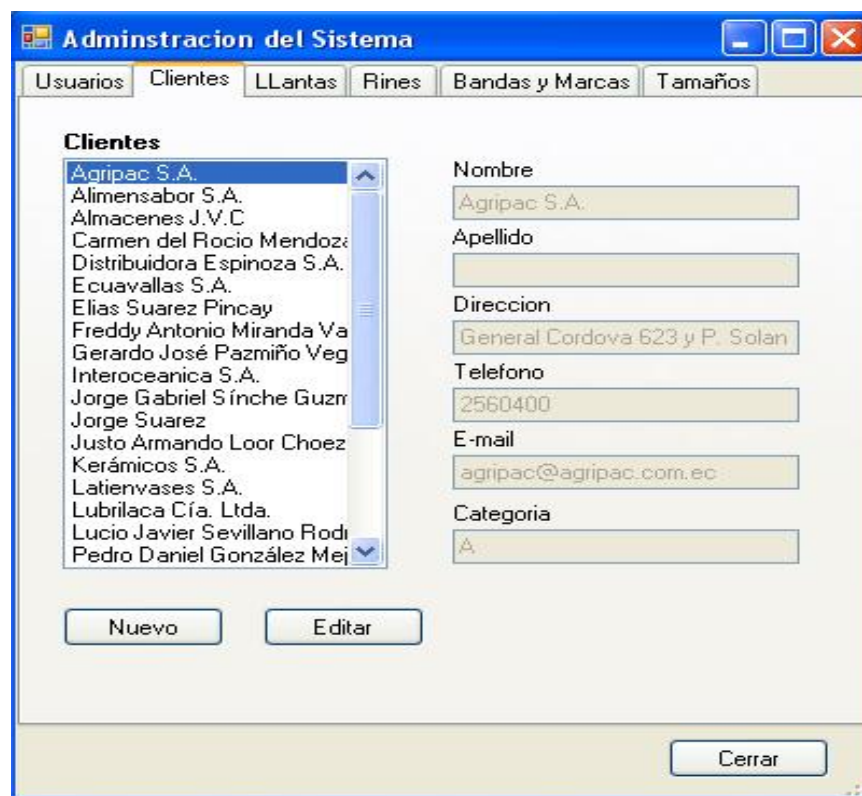 Adminstracion del Sistema
Usuarios Clientes LLantas Rines Bandas y Marcas Tamaños
Clientes
Agripac S.A.
Alimensabor S.A.
Almacenes J.V.C
Carmen del Rocio Mendoza
Distribuidora Espinoza S.A.
Ecuavallas S.A.
Elias Suarez Pincay
Freddy Antonio Miranda Va
Gerardo José Pazmiño Veg
Interoceanica S.A.
Jorge Gabriel Sínche Guzm
Jorge Suarez
Justo Armando Loor Choez
Kerámicos S.A.
Latienvases S.A.
Lubrilaca Cía. Ltda.
Lucio Javier Sevillano Rodr
Pedro Daniel González Mej
Nombre
Agripac S.A.
Apellido
Direccion
General Cordova 623 y P. Solan
Telefono
2560400
E-mail
agripac@agripac.com.ec
Categoria
A
Nuevo Editar
Cerrar